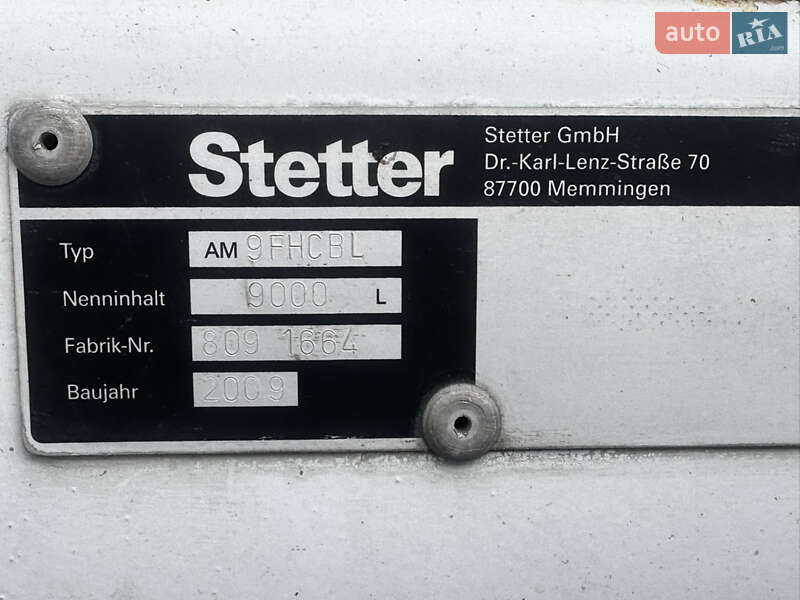 auto RIA .com
Stetter
Stetter GmbH
Dr.-Karl-Lenz-Straße 70
87700 Memmingen
Typ AM 9FHCBL
Nenninhalt 9000 L
Fabrik-Nr. 809 1664
Baujahr 2009